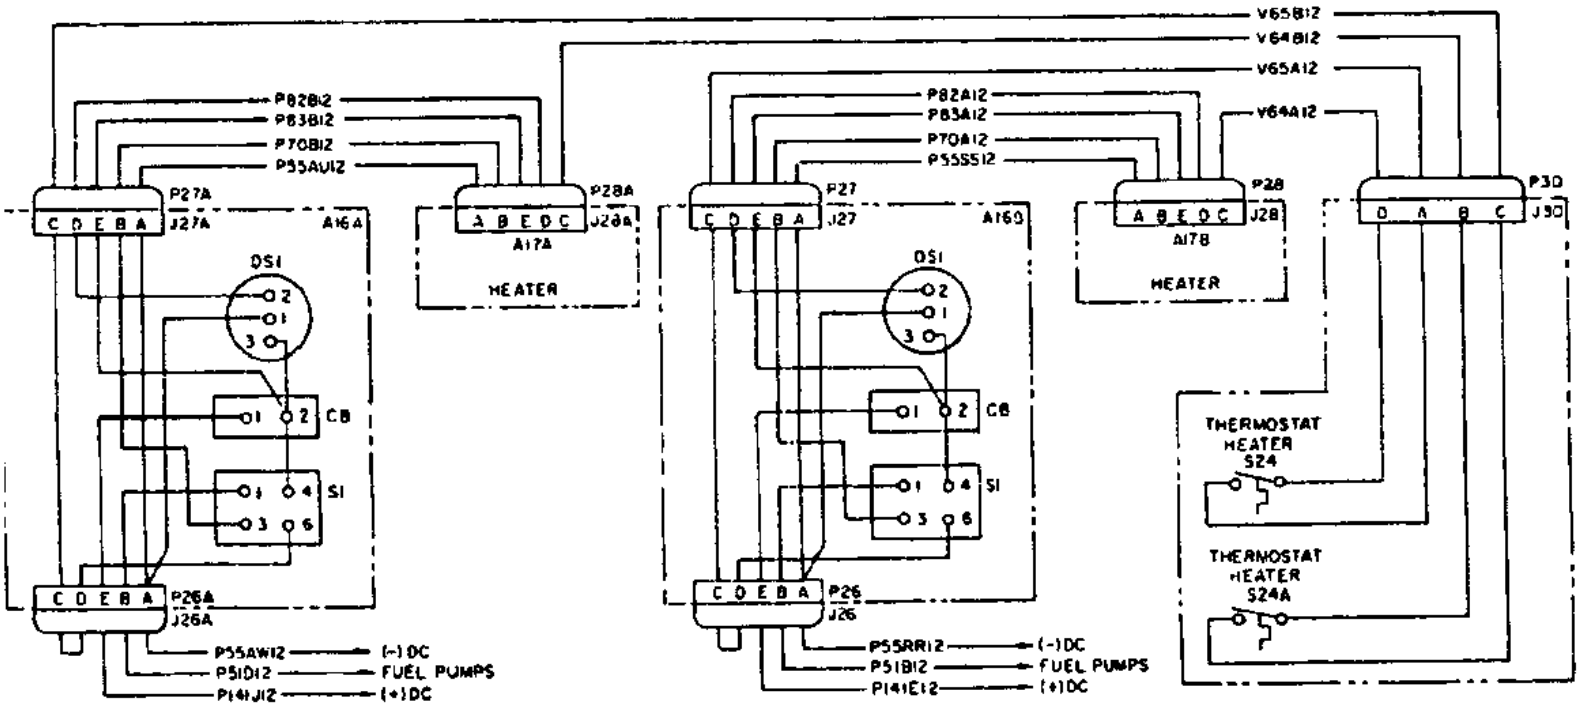 V65B12
V64B12
V65A12
P82B12
P82A12
P83B12
P83A12
V64A12
P70B12
P70A12
P55AU12
P55SS12
P27A
P28A
P27
P28
P30
C D E B A
J27A
A16A
A B E D C
J28A
C D E B A
J27
A16B
A B E D C
J28
D A B C
J30
A17A
A17B
DS1
DS1
HEATER
HEATER
2
1
3
2
1
3
1 2 CB
1 2 CB
THERMOSTAT
HEATER
S24
1 4 S1
3 6
1 4 S1
3 6
THERMOSTAT
HEATER
S24A
C D E B A
P26A
J26A
C D E B A
P26
J26
P55AW12
(-)DC
P55RR12
(-)DC
P51D12
FUEL PUMPS
P51B12
FUEL PUMPS
P141J12
(+)DC
P141E12
(+)DC